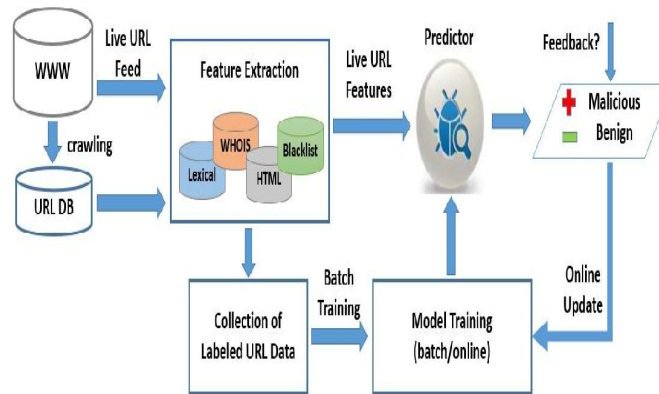 WWW
Live URL
Feed
crawling
URL DB
Feature Extraction
Lexical
WHOIS
HTML
Blacklist
Live URL
Features
Predictor
Feedback?
Malicious
Benign
Collection of
Labeled URL Data
Batch
Training
Model Training
(batch/online)
Online
Update